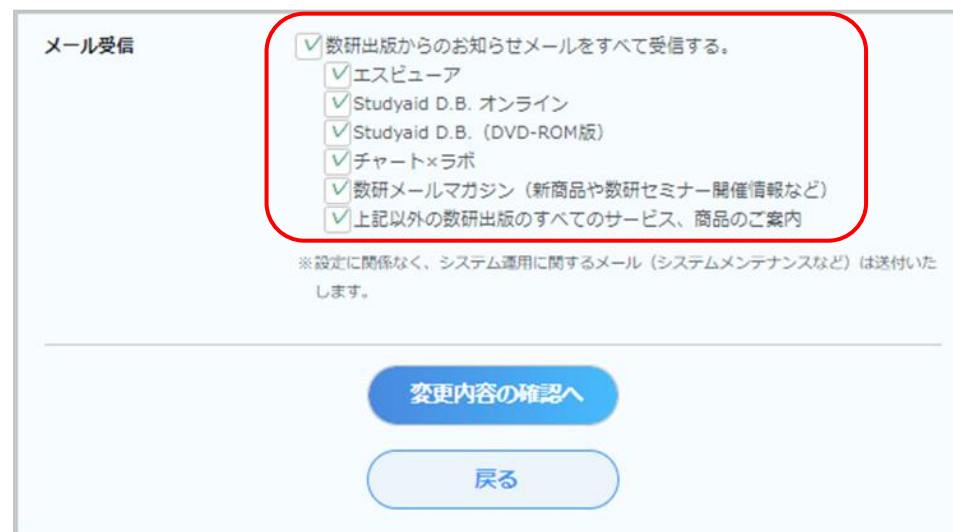 メール受信
数研出版からのお知らせメールをすべて受信する。
エスビューア
Studyaid D.B. オンライン
Studyaid D.B.（DVD-ROM版）
チャート×ラボ
数研メールマガジン（新商品や数研セミナー開催情報など）
上記以外の数研出版のすべてのサービス、商品のご案内
※設定に関係なく、システム運用に関するメール（システムメンテナンスなど）は送付いた
します。
変更内容の確認へ
戻る